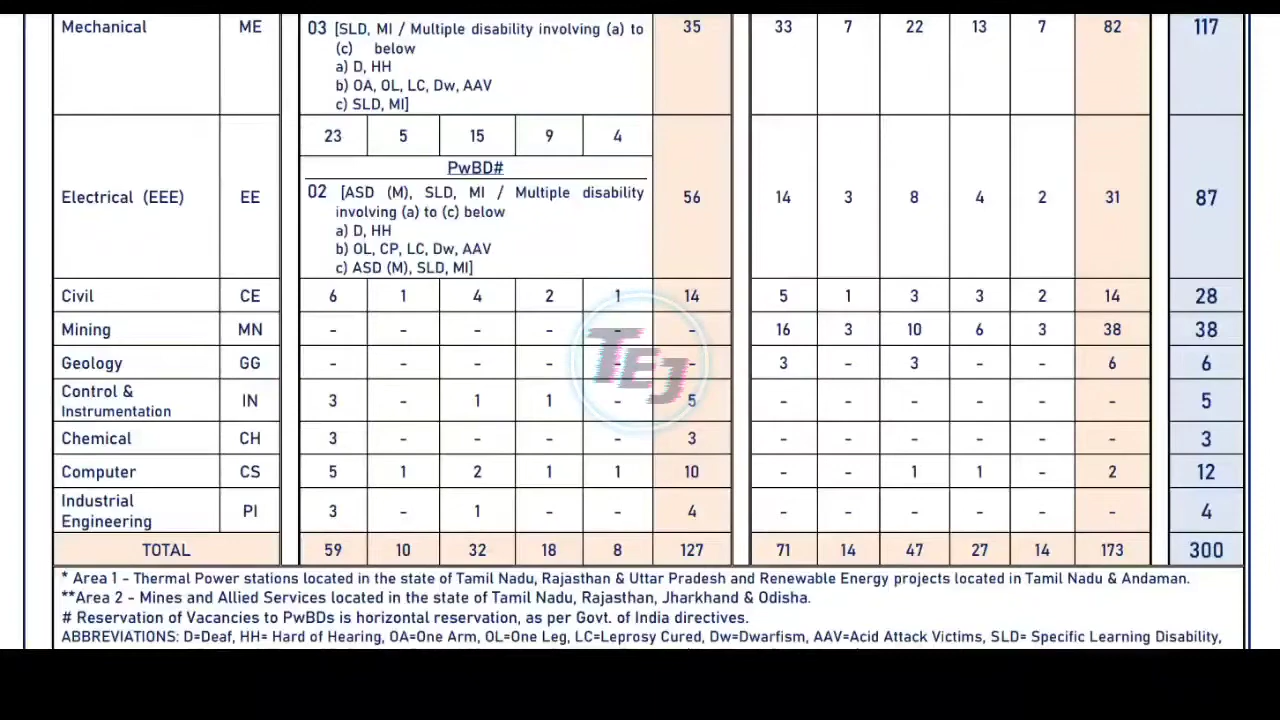 Mechanical ME 03 [SLD, MI / Multiple disability involving (a) to 35 33 7 22 13 7 82 117
(c) below
a) D, HH
b) OA, OL, LC, Dw, AAV
c) SLD, MI]
23 5 15 9 4
PwBD#
Electrical (EEE) EE 02 [ASD (M), SLD, MI / Multiple disability 56 14 3 8 4 2 31 87
involving (a) to (c) below
a) D, HH
b) OL, CP, LC, Dw, AAV
c) ASD (M), SLD, MI]
Civil CE 6 1 4 2 1 14 5 1 3 3 2 14 28
Mining MN - - - - - - 16 3 10 6 3 38 38
Geology GG - - - - - - 3 - 3 6 6
Control &
Instrumentation IN 3 - 1 1 - 5 - - - - - - 5
Chemical CH 3 - - - - 3 - - - - - - 3
Computer CS 5 1 2 1 1 10 - - 1 1 - 2 12
Industrial
Engineering PI 3 - 1 - - 4 - - - - - - 4
TOTAL 59 10 32 18 8 127 71 14 47 27 14 173 300
TEJ
* Area 1 - Thermal Power stations located in the state of Tamil Nadu, Rajasthan & Uttar Pradesh and Renewable Energy projects located in Tamil Nadu & Andaman.
**Area 2 - Mines and Allied Services located in the state of Tamil Nadu, Rajasthan, Jharkhand & Odisha.
# Reservation of Vacancies to PwBDs is horizontal reservation, as per Govt. of India directives.
ABBREVIATIONS: D=Deaf, HH= Hard of Hearing, OA=One Arm, OL=One Leg, LC=Leprosy Cured, Dw=Dwarfism, AAV=Acid Attack Victims, SLD= Specific Learning Disability,